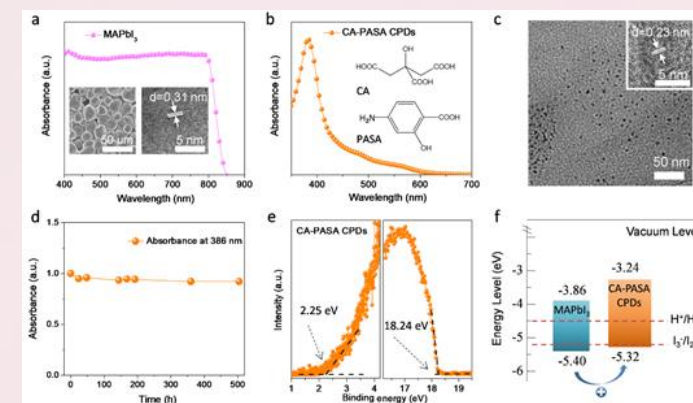 a
MAPbI3
Absorbance (a.u.)
d=0.31 nm
50 um
5 nm
400 500 600 700 800 900
Wavelength (nm)
b
CA-PASA CPDs
Absorbance (a.u.)
OH
HOOC
COOH
COOH
CA
H2N
COOH
OH
PASA
400 500 600 700
Wavelength (nm)
c
d=0.23 nm
5 nm
50 nm
d
Absorbance at 386 nm
Absorbance (a.u.)
1.5
1.0
0.5
0.0
0 100 200 300 400 500
Time (h)
e
CA-PASA CPDs
Intensity (a.u.)
2.25 eV
18.24 eV
1 2 3 4 17 18 19
Binding energy (eV)
f
Vacuum Leve
Energy Level (eV)
-3
-4
-5
-6
-3.24
-3.86
MAPbI3
CA-PASA
CPDs
H+/H
I3-/I
-5.40
-5.32
+